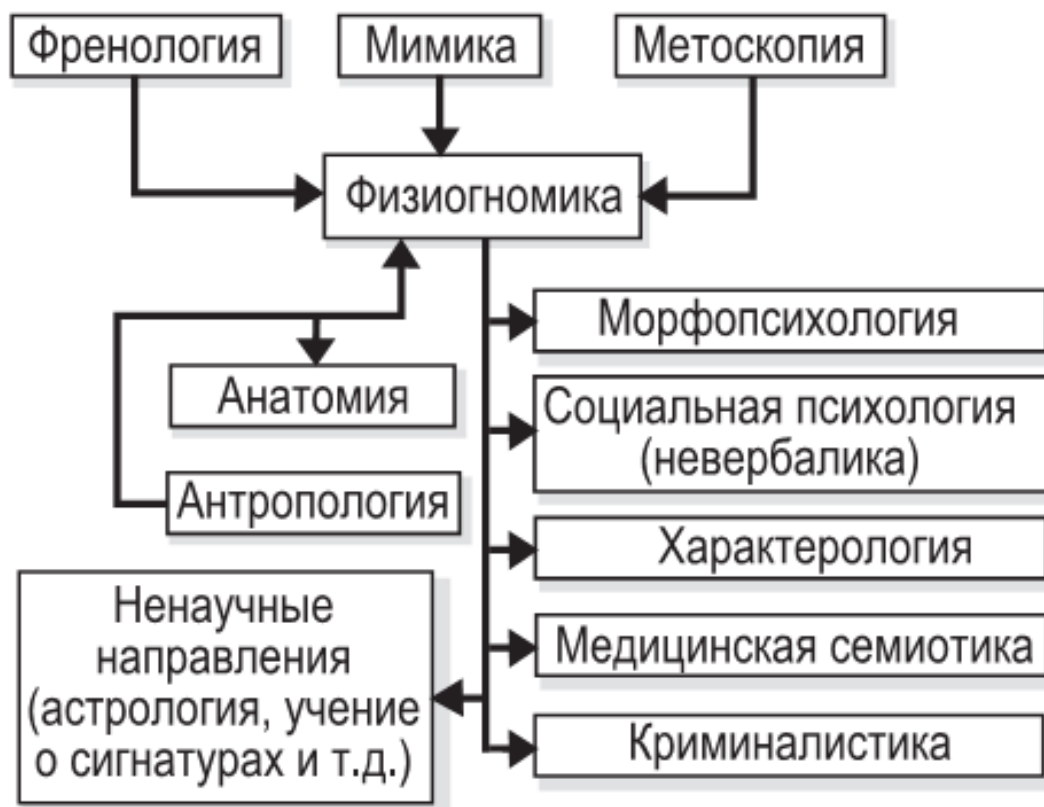 Френология
Мимика
Метоскопия
Физиогномика
Морфопсихология
Анатомия
Социальная психология
(невербалика)
Антропология
Характерология
Ненаучные
направления
(астрология, учение
о сигнатурах и т.д.)
Медицинская семиотика
Криминалистика